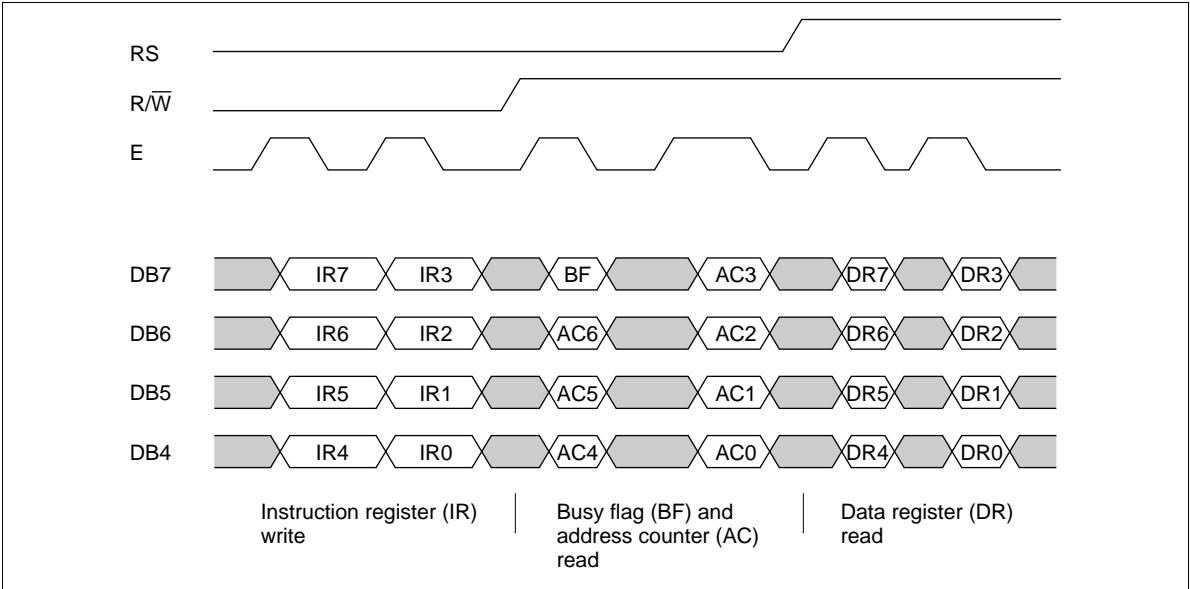 RS
R/W̅
E
DB7 IR7 IR3 BF AC3 DR7 DR3
DB6 IR6 IR2 AC6 AC2 DR6 DR2
DB5 IR5 IR1 AC5 AC1 DR5 DR1
DB4 IR4 IR0 AC4 AC0 DR4 DR0
Instruction register (IR)
write
Busy flag (BF) and
address counter (AC)
read
Data register (DR)
read